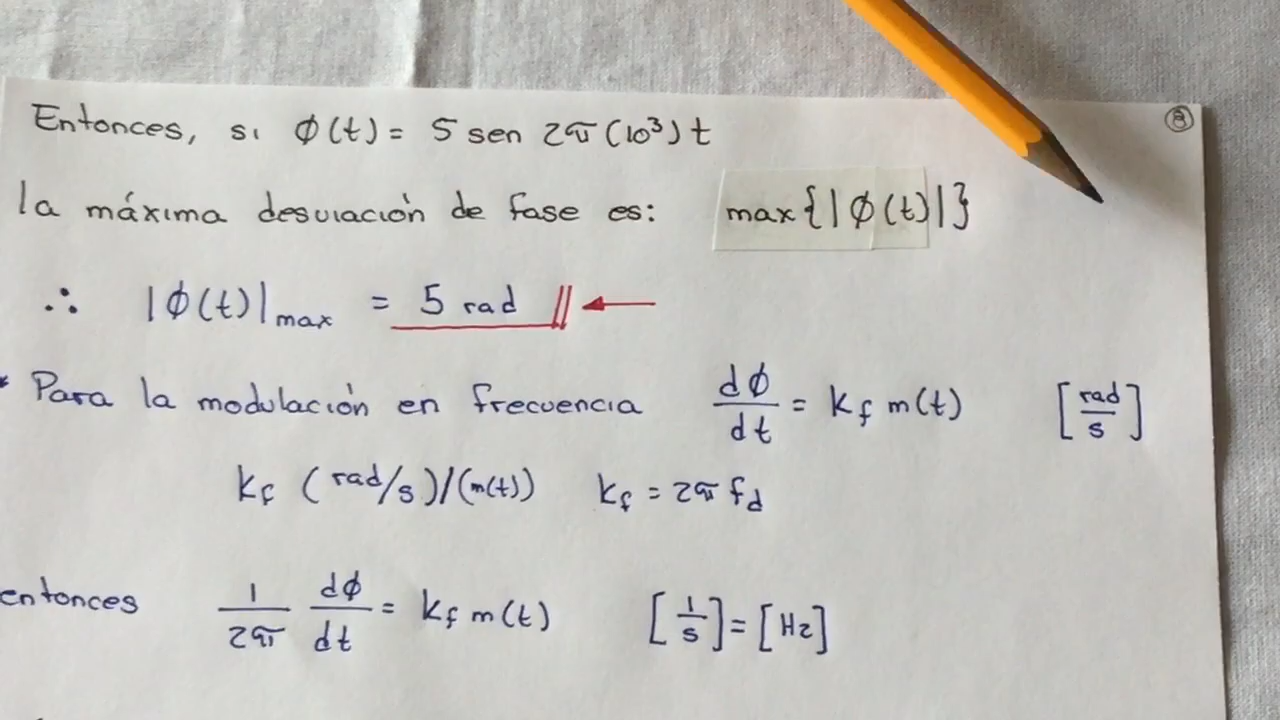 Entonces, si φ(t) = 5 sen 2π(10³)t
⑧
la máxima desviación de fase es: max{|φ(t)|}
∴ |φ(t)|max = 5 rad
* Para la modulación en frecuencia dφ/dt = kf m(t) [rad/s]
kf (rad/s)/(m(t)) kf = 2π fd
entonces 1/2π dφ/dt = kf m(t) [1/s] = [Hz]